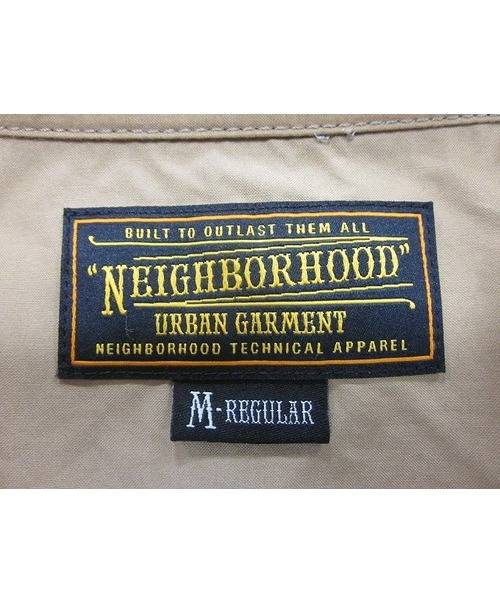 BUILT TO OUTLAST THEM ALL
"NEIGHBORHOOD"
URBAN GARMENT
NEIGHBORHOOD TECHNICAL APPAREL
M-REGULAR